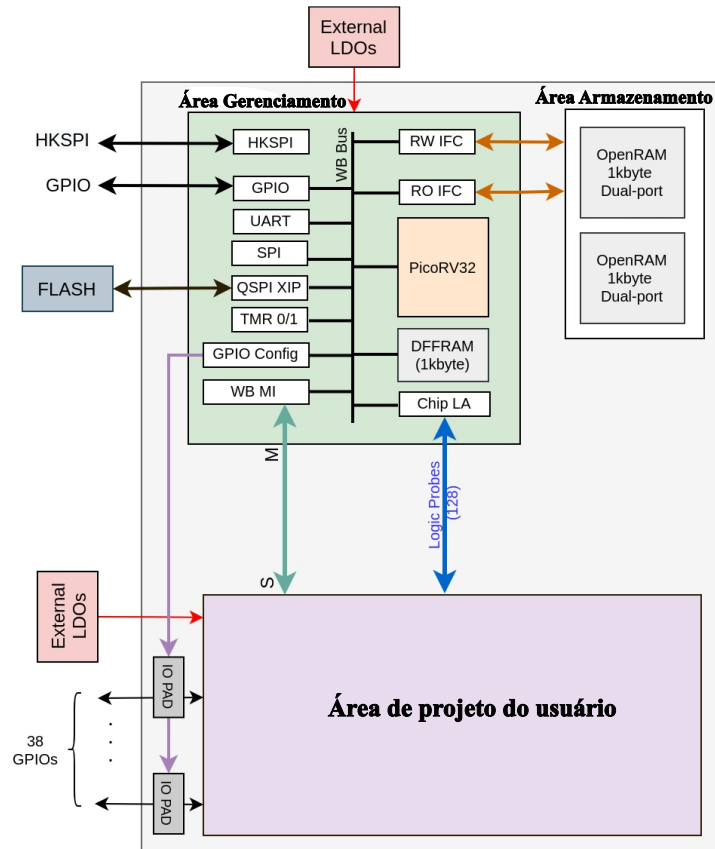 External
LDOs
Área Gerenciamento
Área Armazenamento
HKSPI
HKSPI
WB Bus
RW IFC
OpenRAM
1kbyte
Dual-port
GPIO
GPIO
RO IFC
UART
SPI
PicoRV32
OpenRAM
1kbyte
Dual-port
FLASH
QSPI XIP
TMR 0/1
GPIO Config
DFFRAM
(1kbyte)
WB MI
Chip LA
M
Logic Probes
(128)
S
External
LDOs
IO PAD
Área de projeto do usuário
38
GPIOs
IO PAD